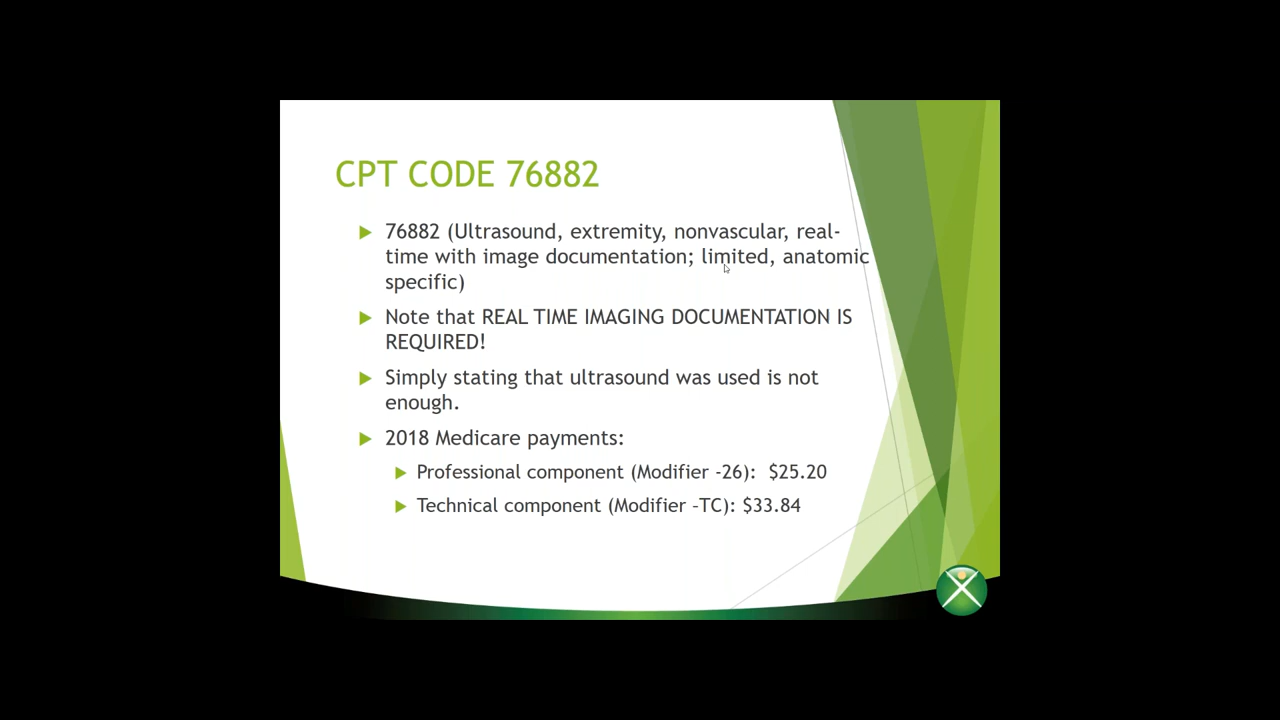 CPT CODE 76882
76882 (Ultrasound, extremity, nonvascular, real-
time with image documentation; limited, anatomic
specific)
Note that REAL TIME IMAGING DOCUMENTATION IS
REQUIRED!
Simply stating that ultrasound was used is not
enough.
2018 Medicare payments:
Professional component (Modifier -26):  $25.20
Technical component (Modifier –TC): $33.84